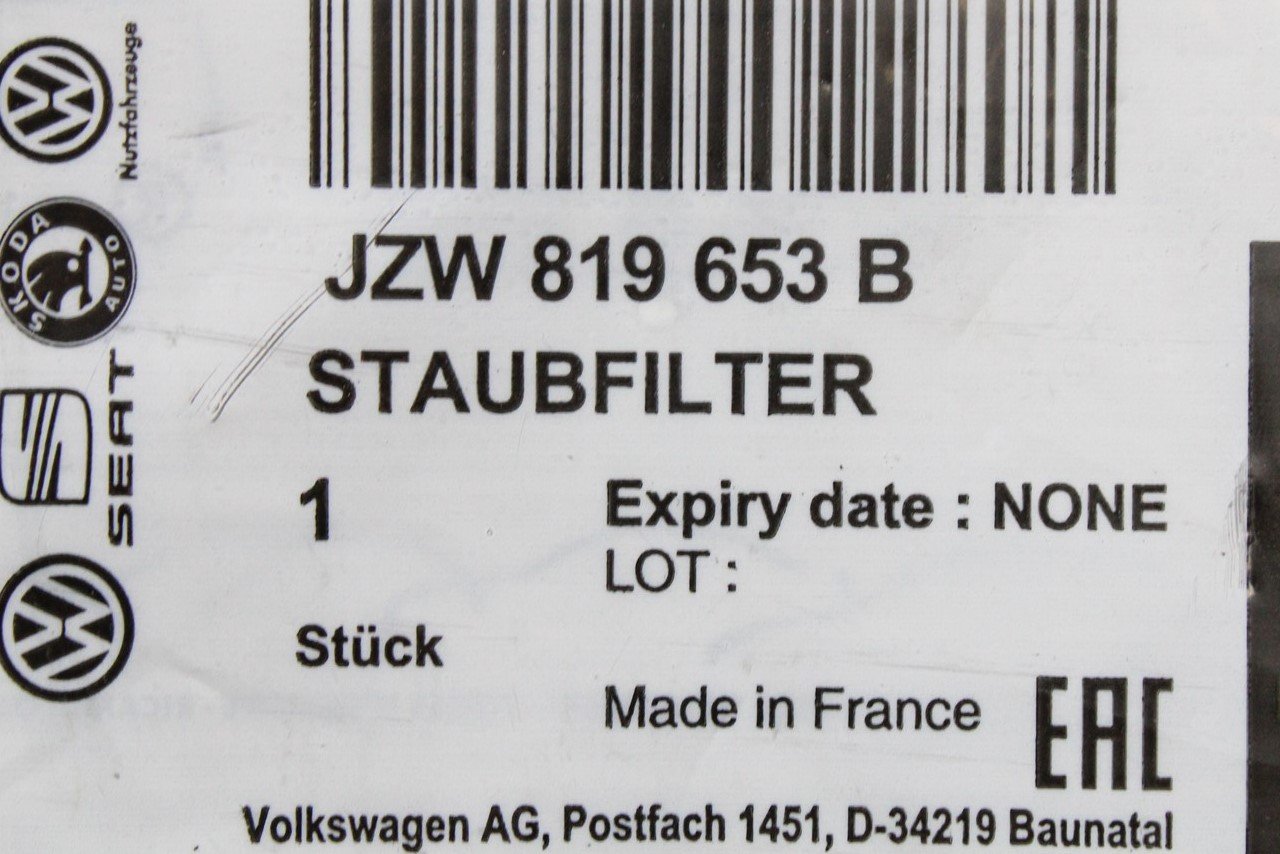 Nutzfahrzeuge
SKODA
AUTO
SEAT
JZW 819 653 B
STAUBFILTER
1
Expiry date : NONE
LOT :
Stück
Made in France
EAC
Volkswagen AG, Postfach 1451, D-34219 Baunatal